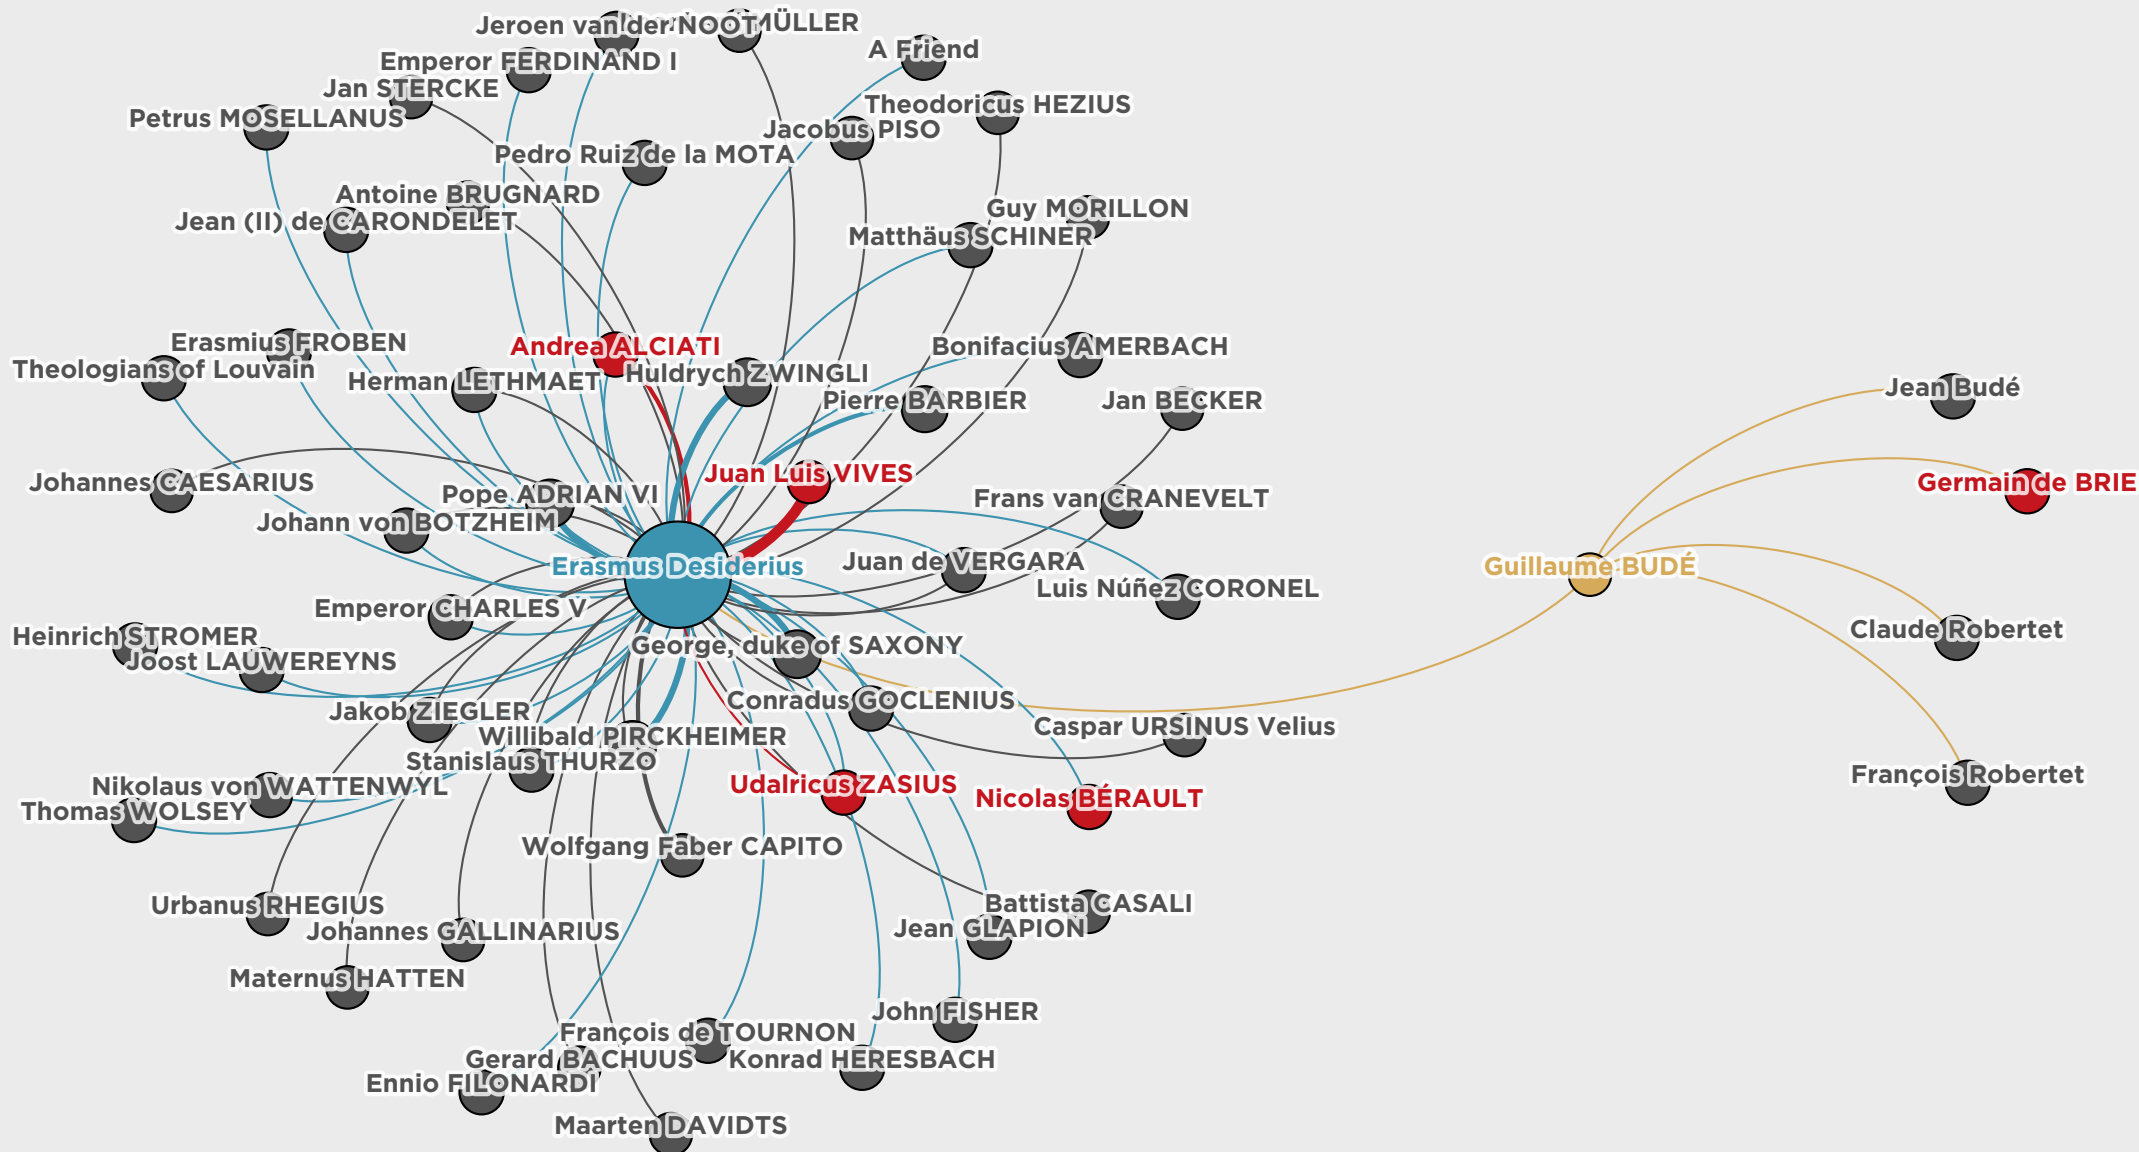 Jeroen van der NOOT
MÜLLER
A Friend
Emperor FERDINAND I
Jan STERCKE
Theodoricus HEZIUS
Petrus MOSELLANUS
Jacobus PISO
Pedro Ruiz de la MOTA
Antoine BRUGNARD
Guy MORILLON
Jean (II) de CARONDELET
Matthäus SCHINER
Erasmius FROBEN
Andrea ALCIATI
Bonifacius AMERBACH
Theologians of Louvain
Herman LETHMAET
Huldrych ZWINGLI
Jean Budé
Pierre BARBIER
Jan BECKER
Johannes CAESARIUS
Juan Luis VIVES
Germain de BRIE
Pope ADRIAN VI
Frans van CRANEVELT
Johann von BOTZHEIM
Erasmus Desiderius
Juan de VERGARA
Guillaume BUDÉ
Luis Núñez CORONEL
Emperor CHARLES V
Heinrich STROMER
George, duke of SAXONY
Claude Robertet
Joost LAUWEREYNS
Conradus GOCLENIUS
Jakob ZIEGLER
Caspar URSINUS Velius
Willibald PIRCKHEIMER
Stanislaus THURZO
François Robertet
Nikolaus von WATTENWYL
Udalricus ZASIUS
Nicolas BÉRAULT
Thomas WOLSEY
Wolfgang Faber CAPITO
Urbanus RHEGIUS
Battista CASALI
Johannes GALLINARIUS
Jean GLAPION
Maternus HATTEN
John FISHER
François de TOURNON
Gerard BACHUUS
Konrad HERESBACH
Ennio FILONARDI
Maarten DAVIDTS